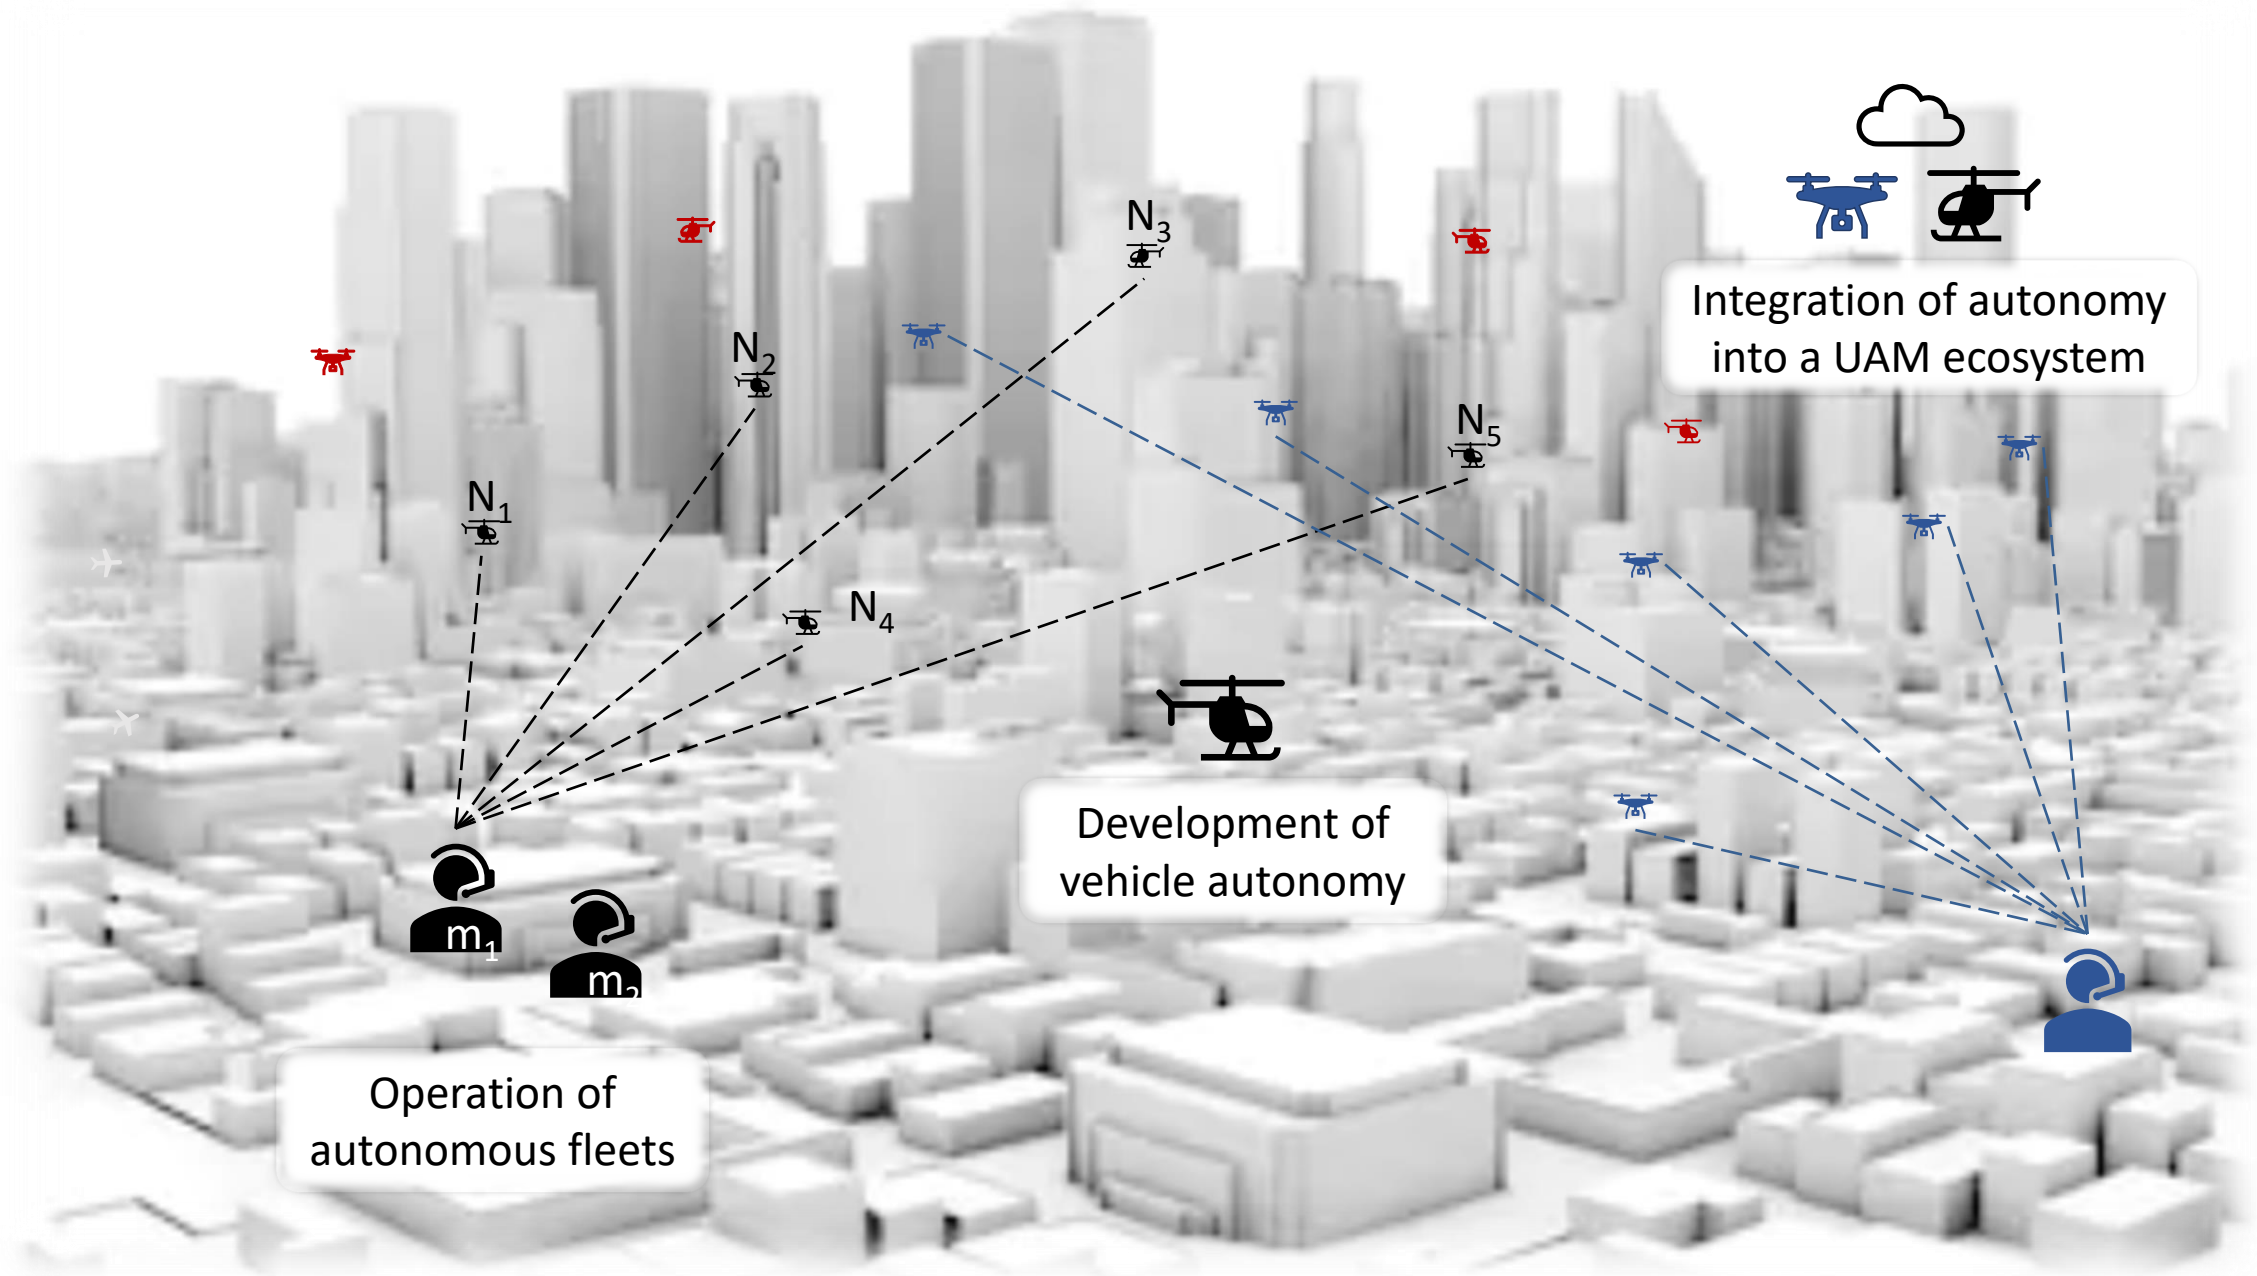 N3
N2
N5
N1
N4
Integration of autonomy
into a UAM ecosystem
Development of
vehicle autonomy
m1
m2
Operation of
autonomous fleets